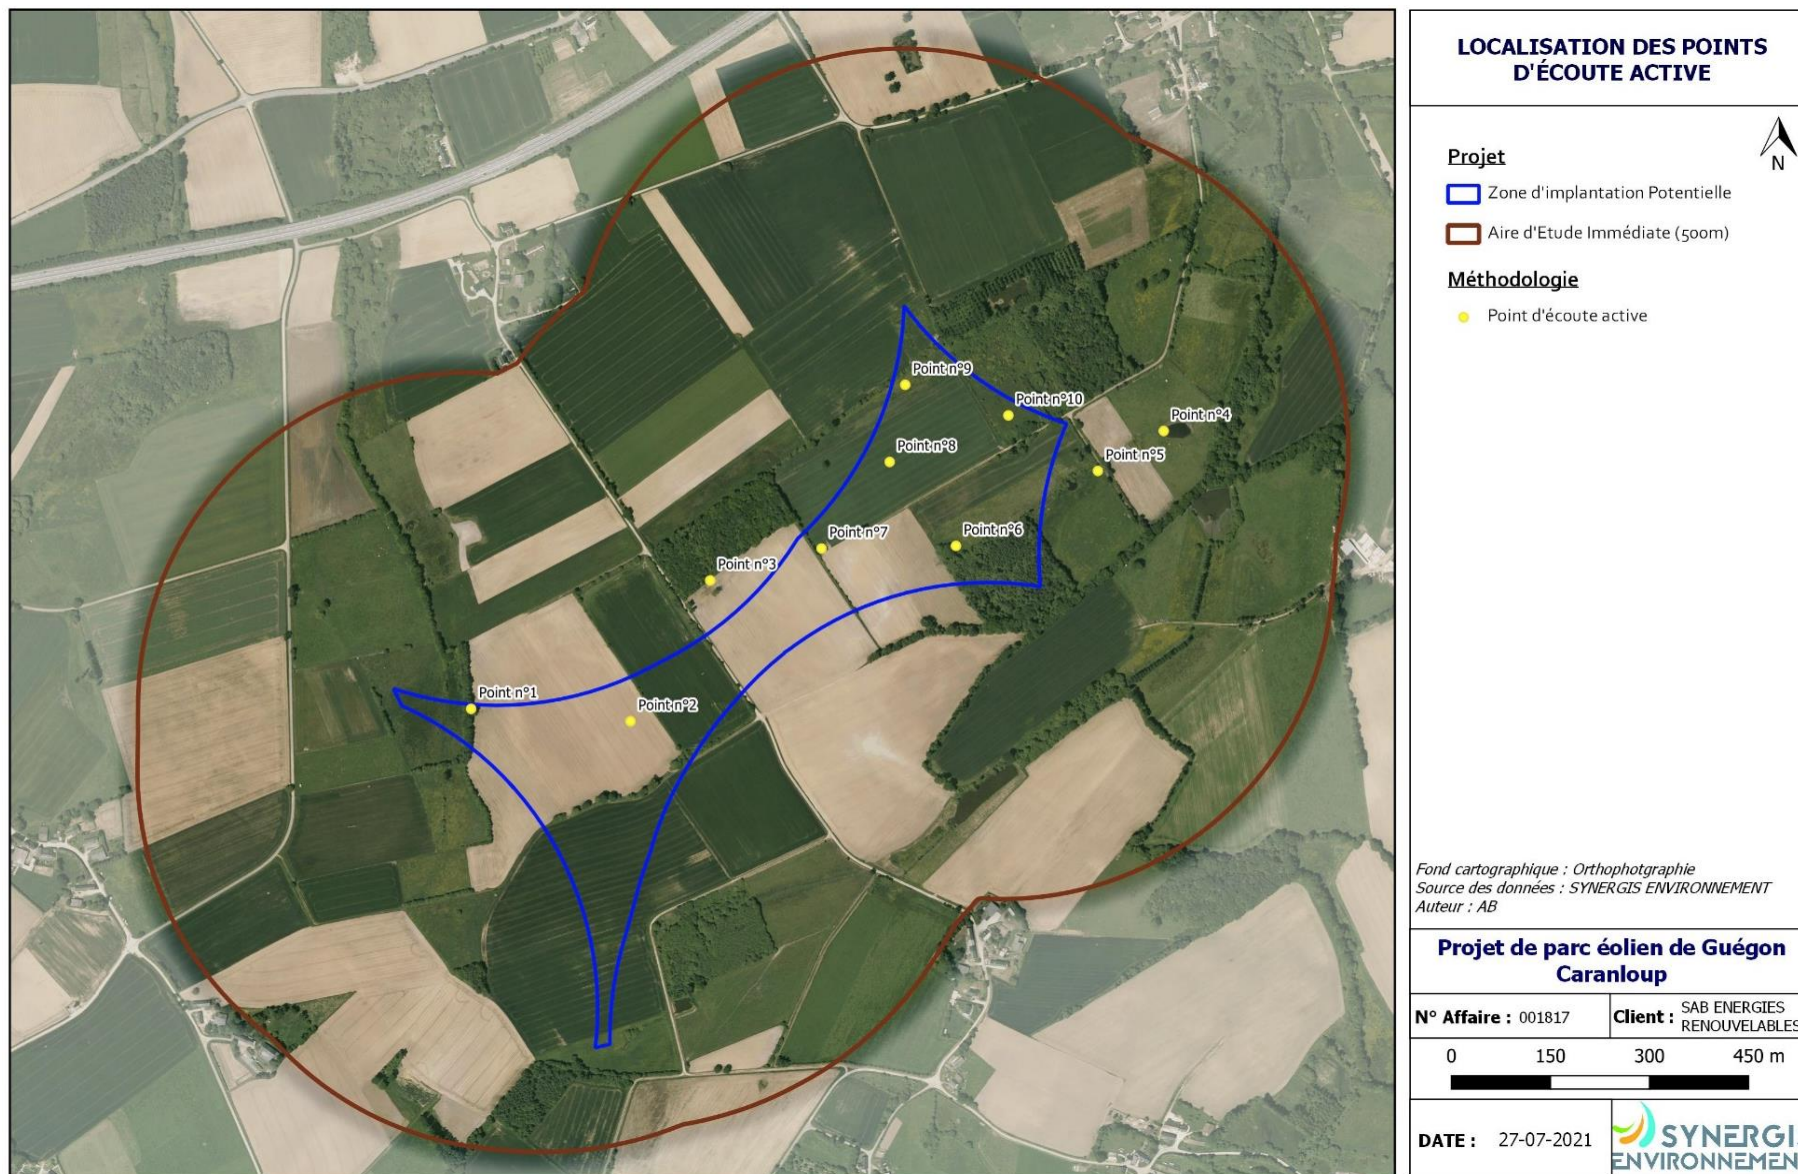 LOCALISATION DES POINTS
D'ÉCOUTE ACTIVE
N
Projet
Zone d'implantation Potentielle
Aire d'Etude Immédiate (500m)
Méthodologie
Point d'écoute active
Point n°9
Point n°10
Point n°4
Point n°8
Point n°5
Point n°7
Point n°6
Point n°3
Point n°1
Point n°2
Fond cartographique : Orthophotgraphie
Source des données : SYNERGIS ENVIRONNEMENT
Auteur : AB
Projet de parc éolien de Guégon
Caranloup
N° Affaire : 001817
Client : SAB ENERGIES
RENOUVELABLES
0 150 300 450 m
DATE : 27-07-2021
SYNERGIS
ENVIRONNEMEN